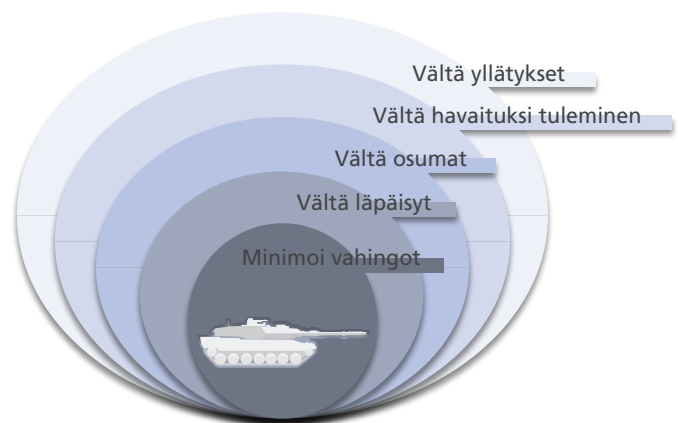 Vältä yllätykset
Vältä havaituksi tuleminen
Vältä osumat
Vältä läpäisyt
Minimoi vahingot